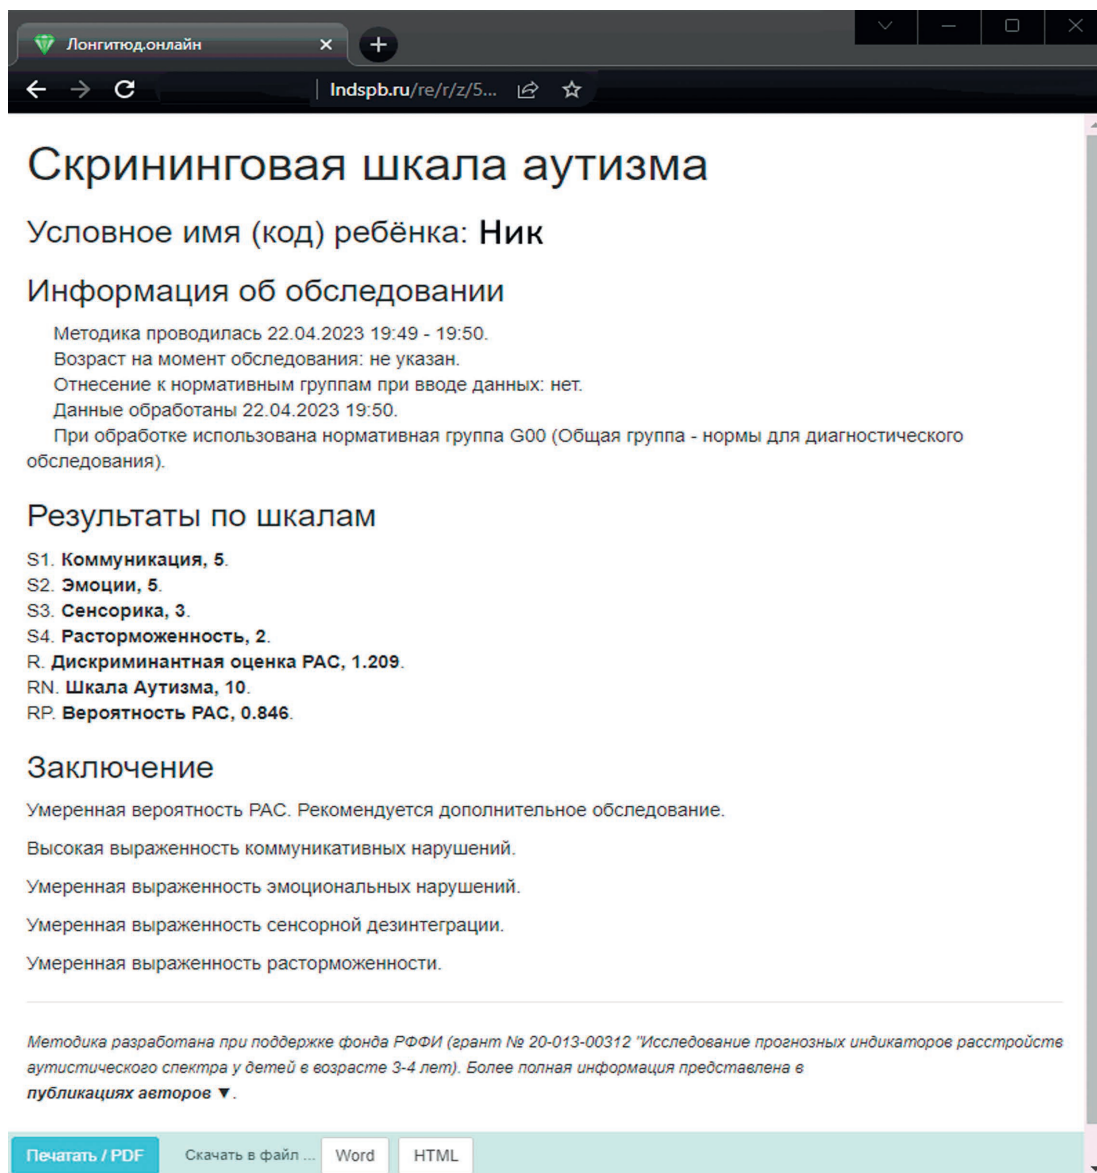 Лонгитюд.онлайн
lndspb.ru/re/r/z/5...
Скрининговая шкала аутизма
Условное имя (код) ребёнка: Ник
Информация об обследовании
Методика проводилась 22.04.2023 19:49 - 19:50.
Возраст на момент обследования: не указан.
Отнесение к нормативным группам при вводе данных: нет.
Данные обработаны 22.04.2023 19:50.
При обработке использована нормативная группа G00 (Общая группа - нормы для диагностического
обследования).
Результаты по шкалам
S1. Коммуникация, 5.
S2. Эмоции, 5.
S3. Сенсорика, 3.
S4. Расторможенность, 2.
R. Дискриминантная оценка РАС, 1.209.
RN. Шкала Аутизма, 10.
RP. Вероятность РАС, 0.846.
Заключение
Умеренная вероятность РАС. Рекомендуется дополнительное обследование.
Высокая выраженность коммуникативных нарушений.
Умеренная выраженность эмоциональных нарушений.
Умеренная выраженность сенсорной дезинтеграции.
Умеренная выраженность расторможенности.
Методика разработана при поддержке фонда РФФИ (грант № 20-013-00312 "Исследование прогнозных индикаторов расстройств
аутистического спектра у детей в возрасте 3-4 лет). Более полная информация представлена в
публикациях авторов ▼.
Печатать / PDF Скачать в файл ... Word HTML